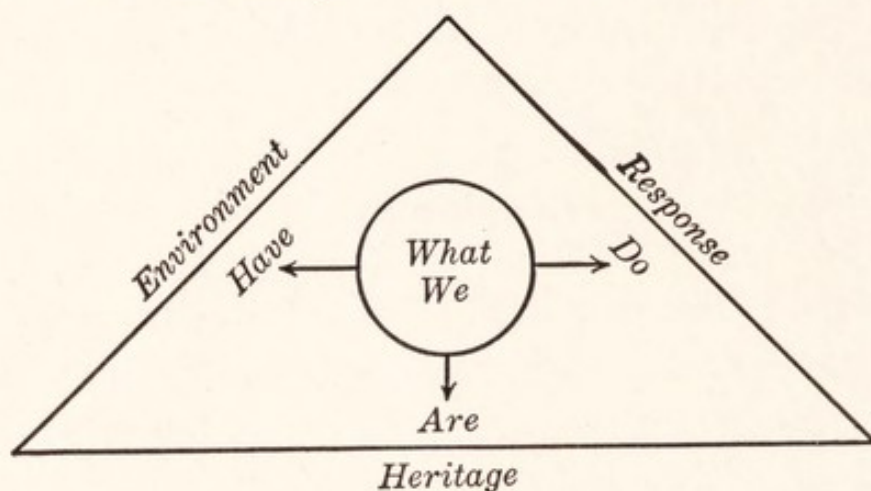 Environment
Response
Have
What
We
Do
Are
Heritage